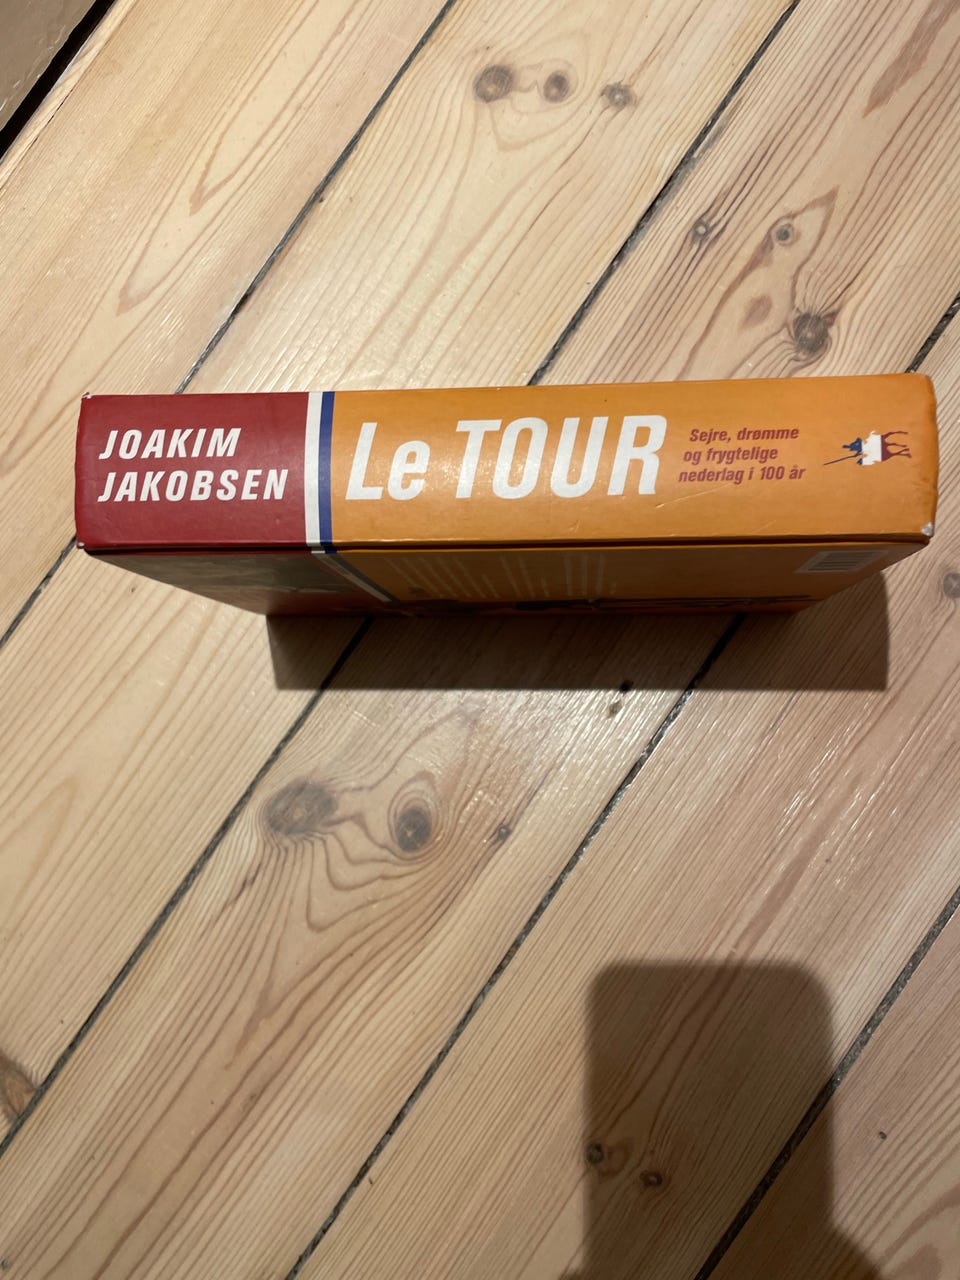 JOAKIM
JAKOBSEN
Le TOUR
Sejre, drømme
og frygtelige
nederlag i 100 år